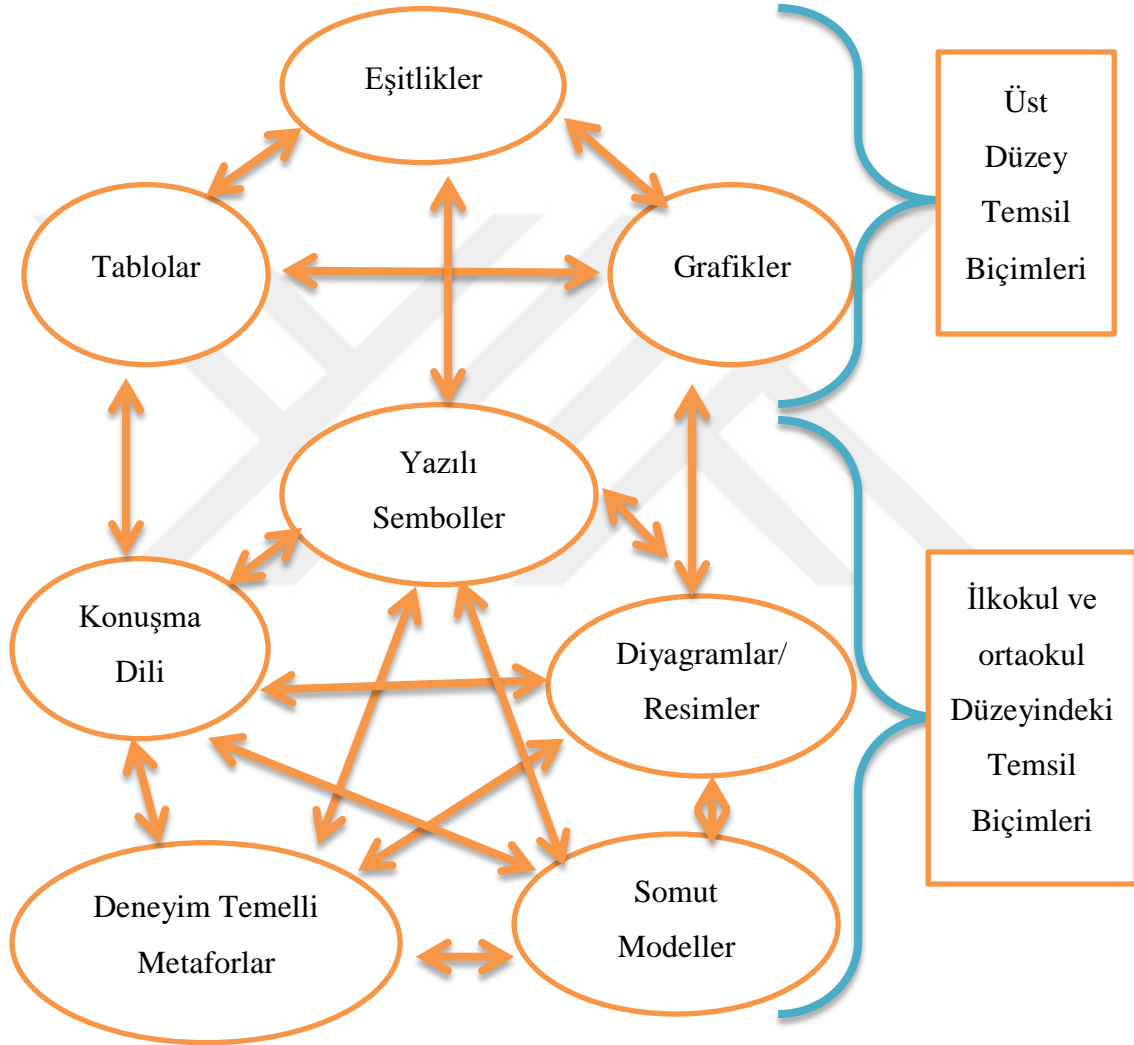 Eşitlikler
Tablolar
Grafikler
Üst
Düzey
Temsil
Biçimleri
Yazılı
Semboller
Konuşma
Dili
Diyagramlar/
Resimler
Deneyim Temelli
Metaforlar
Somut
Modeller
İlkokul ve
ortaokul
Düzeyindeki
Temsil
Biçimleri